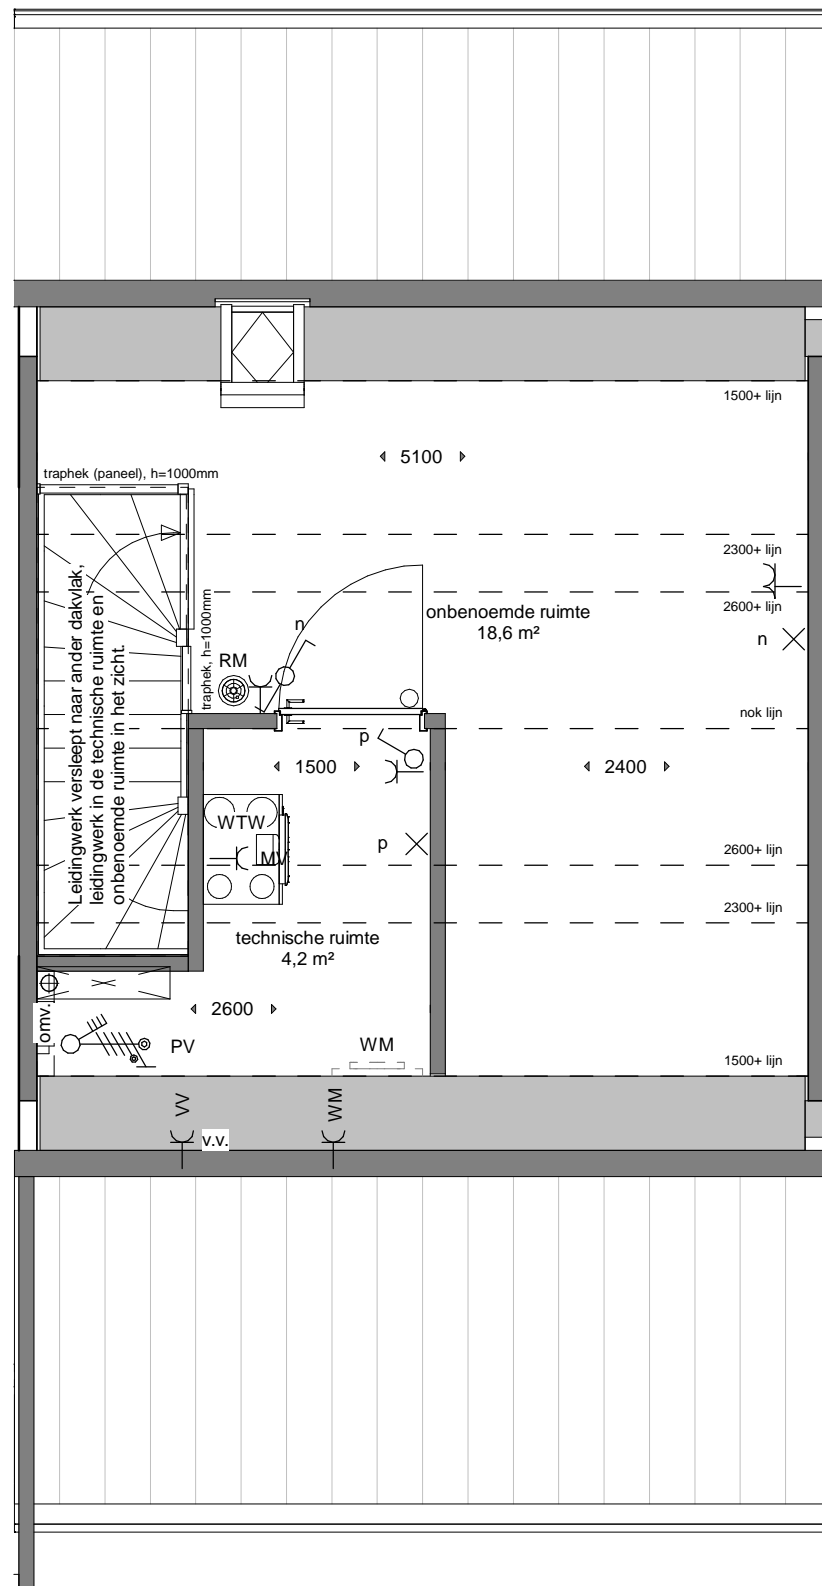 1500+ lijn
5100
traphek (paneel), h=1000mm
2300+ lijn
2600+ lijn
onbenoemde ruimte
18,6 m²
n
n
RM
traphek, h=1000mm
Leidingwerk versleept naar ander dakvlak,
leidingwerk in de technische ruimte en
onbenoemde ruimte in het zicht.
nok lijn
p
1500
2400
WTW
MV
p
2600+ lijn
2300+ lijn
technische ruimte
4,2 m²
2600
omv.
PV
WM
1500+ lijn
VV
WM
v.v.